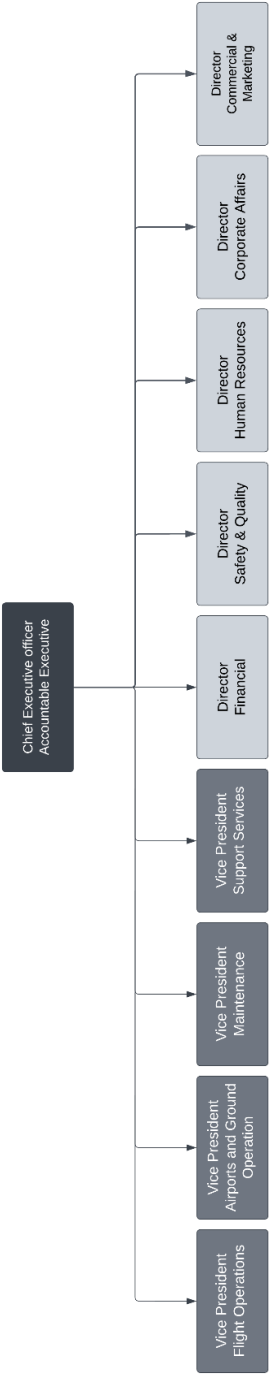 Chief Executive officer
Accountable Executive
Vice President
Flight Operations
Vice President
Airports and Ground
Operation
Vice President
Maintenance
Vice President
Support Services
Director
Financial
Director
Safety & Quality
Director
Human Resources
Director
Corporate Affairs
Director
Commercial &
Marketing